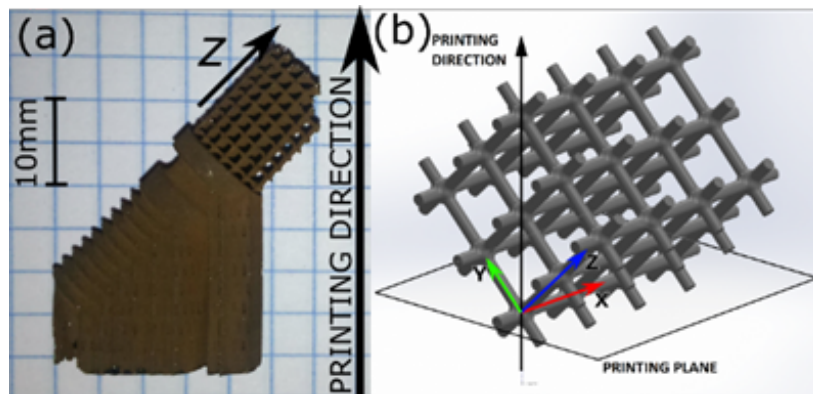 (a)
Z
10mm
PRINTING DIRECTION
(b)
PRINTING
DIRECTION
Y
Z
X
PRINTING PLANE